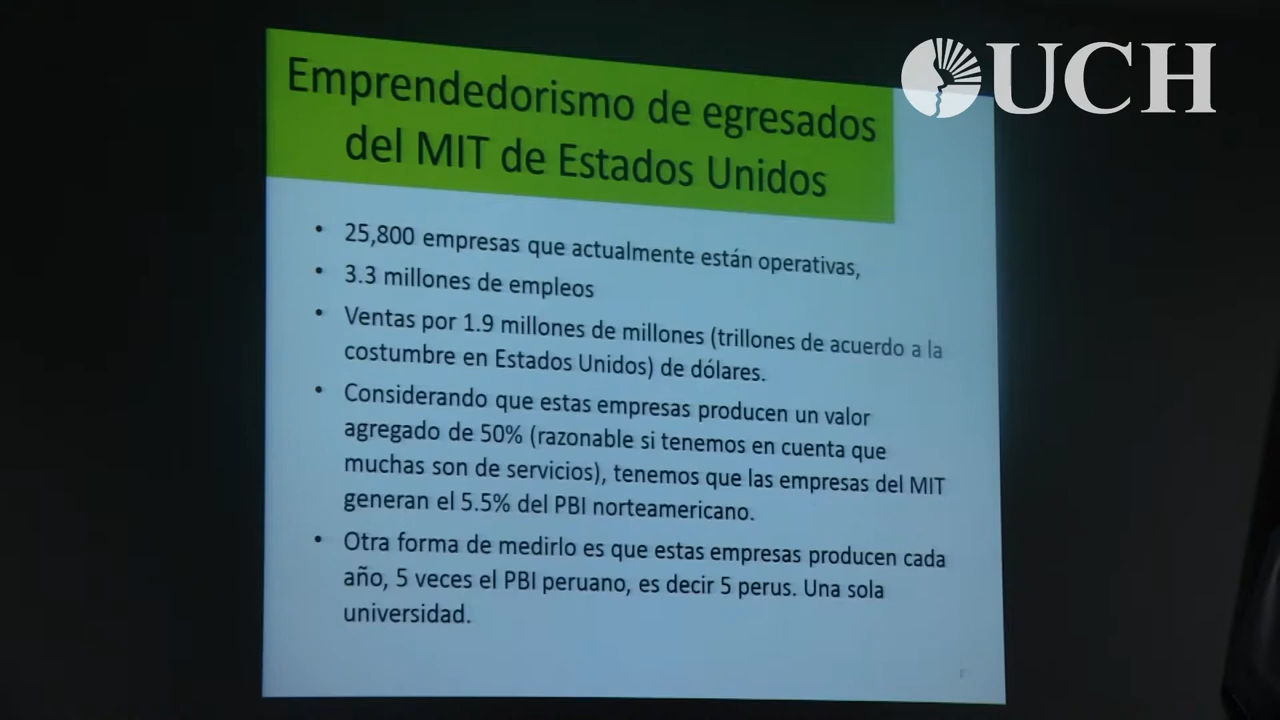 UCH
Emprendedorismo de egresados
del MIT de Estados Unidos
• 25,800 empresas que actualmente están operativas,
• 3.3 millones de empleos
• Ventas por 1.9 millones de millones (trillones de acuerdo a la
costumbre en Estados Unidos) de dólares.
• Considerando que estas empresas producen un valor
agregado de 50% (razonable si tenemos en cuenta que
muchas son de servicios), tenemos que las empresas del MIT
generan el 5.5% del PBI norteamericano.
• Otra forma de medirlo es que estas empresas producen cada
año, 5 veces el PBI peruano, es decir 5 perus. Una sola
universidad.